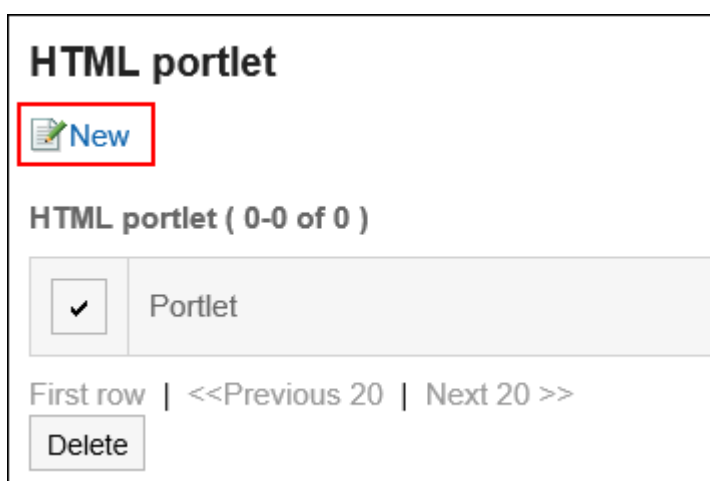 HTML portlet
New
HTML portlet ( 0-0 of 0 )
Portlet
First row | <<Previous 20 | Next 20 >>
Delete